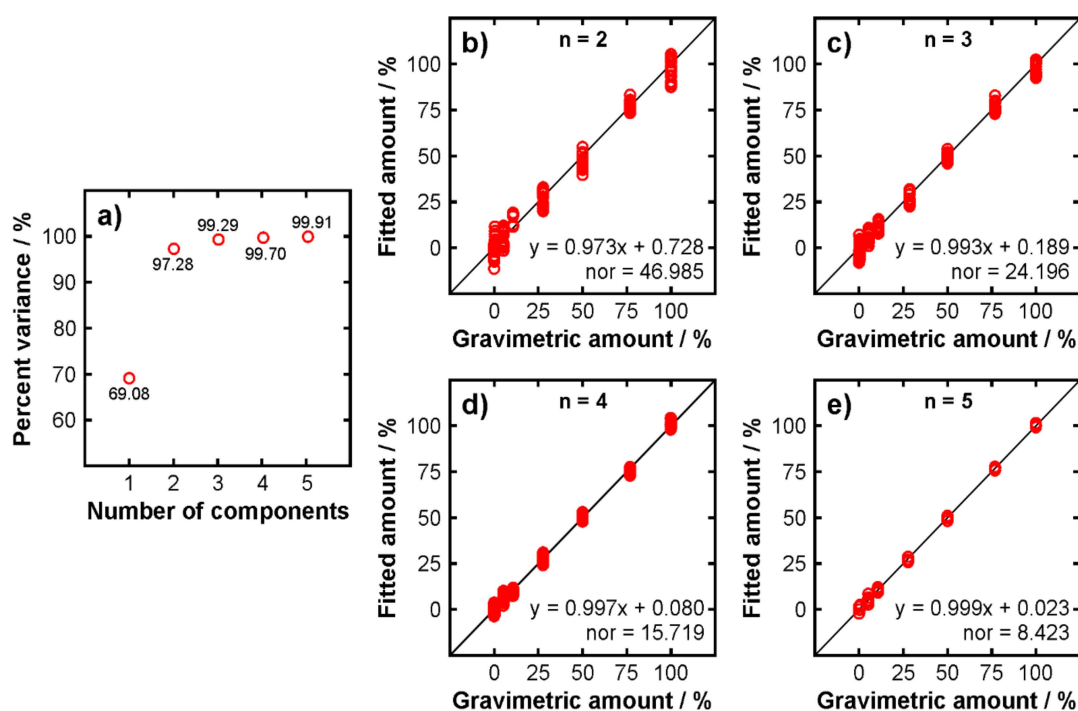 a)
Percent variance / %
100
90
80
70
60
69.08
97.28
99.29
99.70
99.91
1 2 3 4 5
Number of components
b)
n = 2
Fitted amount / %
100
75
50
25
0
y = 0.973x + 0.728
nor = 46.985
0 25 50 75 100
Gravimetric amount / %
c)
n = 3
Fitted amount / %
100
75
50
25
0
y = 0.993x + 0.189
nor = 24.196
0 25 50 75 100
Gravimetric amount / %
d)
n = 4
Fitted amount / %
100
75
50
25
0
y = 0.997x + 0.080
nor = 15.719
0 25 50 75 100
Gravimetric amount / %
e)
n = 5
Fitted amount / %
100
75
50
25
0
y = 0.999x + 0.023
nor = 8.423
0 25 50 75 100
Gravimetric amount / %